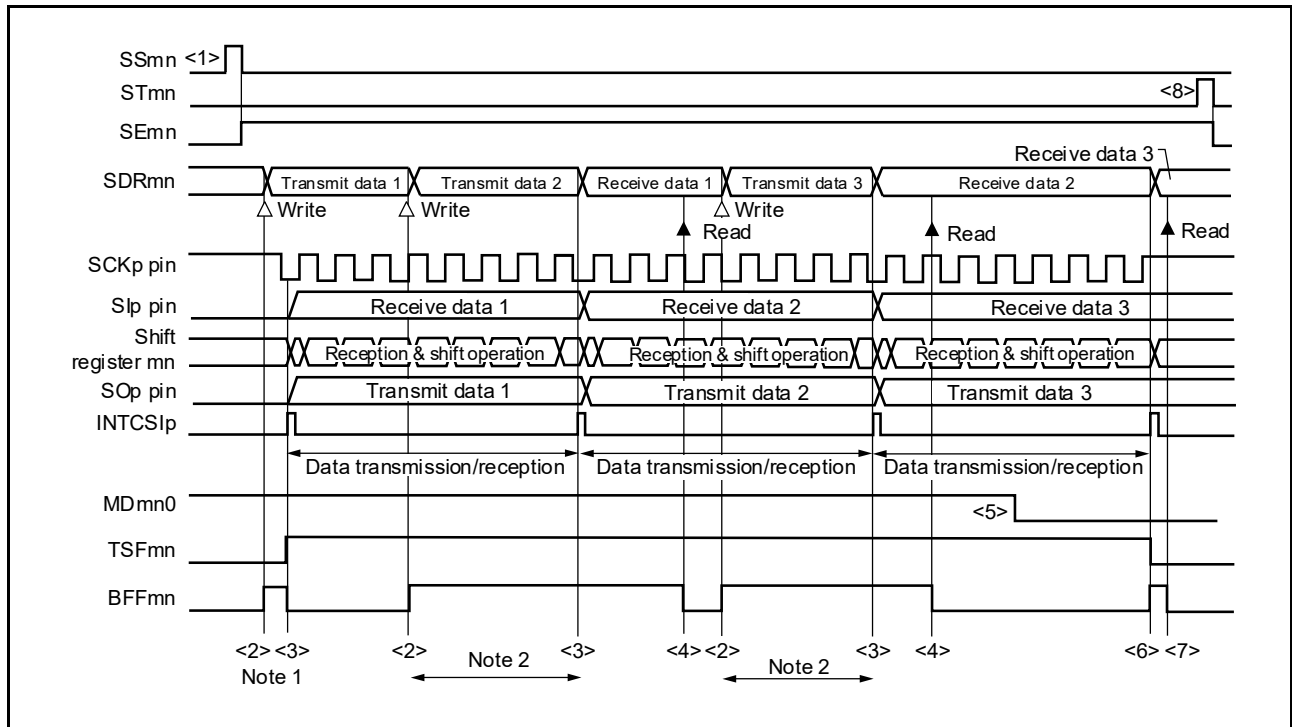 SSmn <1>
STmn <8>
SEmn
Receive data 3
SDRmn Transmit data 1 Transmit data 2 Receive data 1 Transmit data 3 Receive data 2
Write Write Write
Read Read Read
SCKp pin
SIp pin Receive data 1 Receive data 2 Receive data 3
Shift
register mn Reception & shift operation Reception & shift operation Reception & shift operation
SOp pin Transmit data 1 Transmit data 2 Transmit data 3
INTCSIp
Data transmission/reception Data transmission/reception Data transmission/reception
MDmn0 <5>
TSFmn
BFFmn
<2> <3> <2> <3> <4> <2> <3> <4> <6> <7>
Note 1 Note 2 Note 2